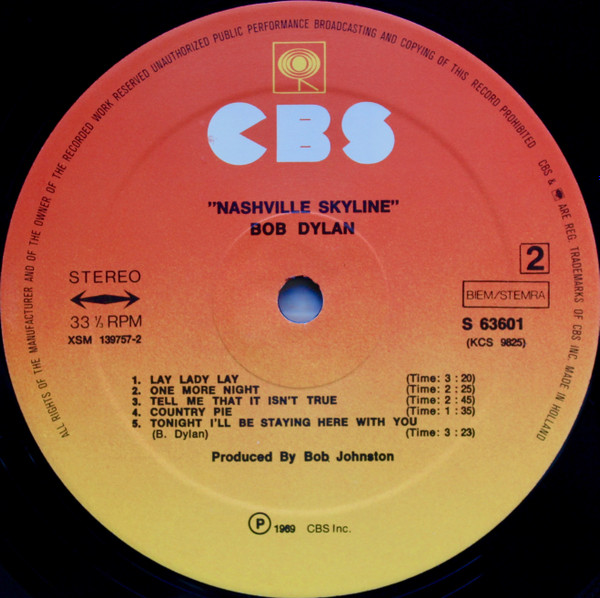 ALL RIGHTS OF THE MANUFACTURER AND OF THE OWNER OF THE RECORDED WORK RESERVED UNAUTHORIZED PUBLIC PERFORMANCE BROADCASTING AND COPYING OF THIS RECORD PROHIBITED CBS & ARE REG. TRADEMARKS OF CBS INC. MADE IN HOLLAND
CBS
"NASHVILLE SKYLINE"
BOB DYLAN
2
STEREO
BIEM/STEMRA
33 ⅓ RPM
S 63601
XSM 139757-2
(KCS 9825)
1. LAY LADY LAY (Time: 3 : 20)
2. ONE MORE NIGHT (Time: 2 : 25)
3. TELL ME THAT IT ISN'T TRUE (Time: 2 : 45)
4. COUNTRY PIE (Time: 1 : 35)
5. TONIGHT I'LL BE STAYING HERE WITH YOU
(B. Dylan) (Time: 3 : 23)
Produced By Bob Johnston
Ⓟ 1969 CBS Inc.